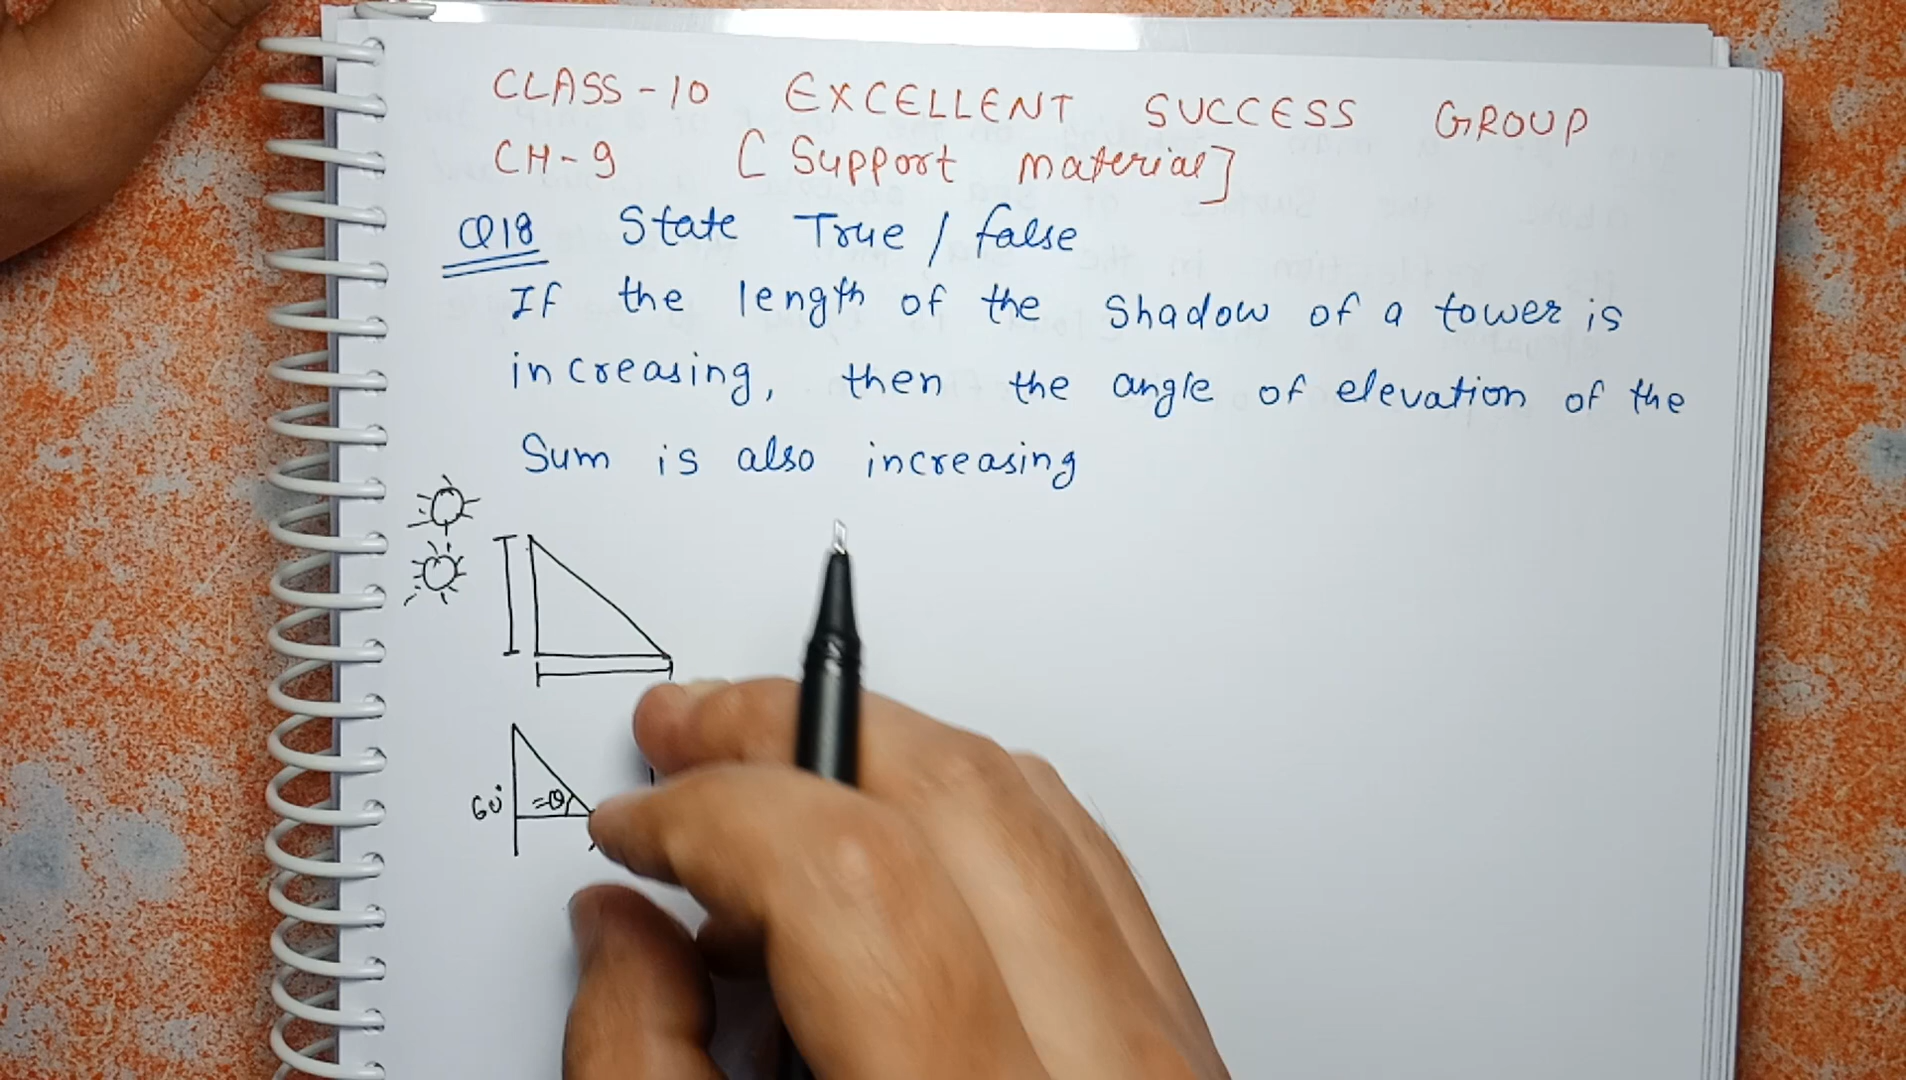 CLASS-10 EXCELLENT SUCCESS GROUP
CH-9 [Support material]
Q18 State True / false
If the length of the Shadow of a tower is
increasing, then the angle of elevation of the
Sum is also increasing
60° =θ